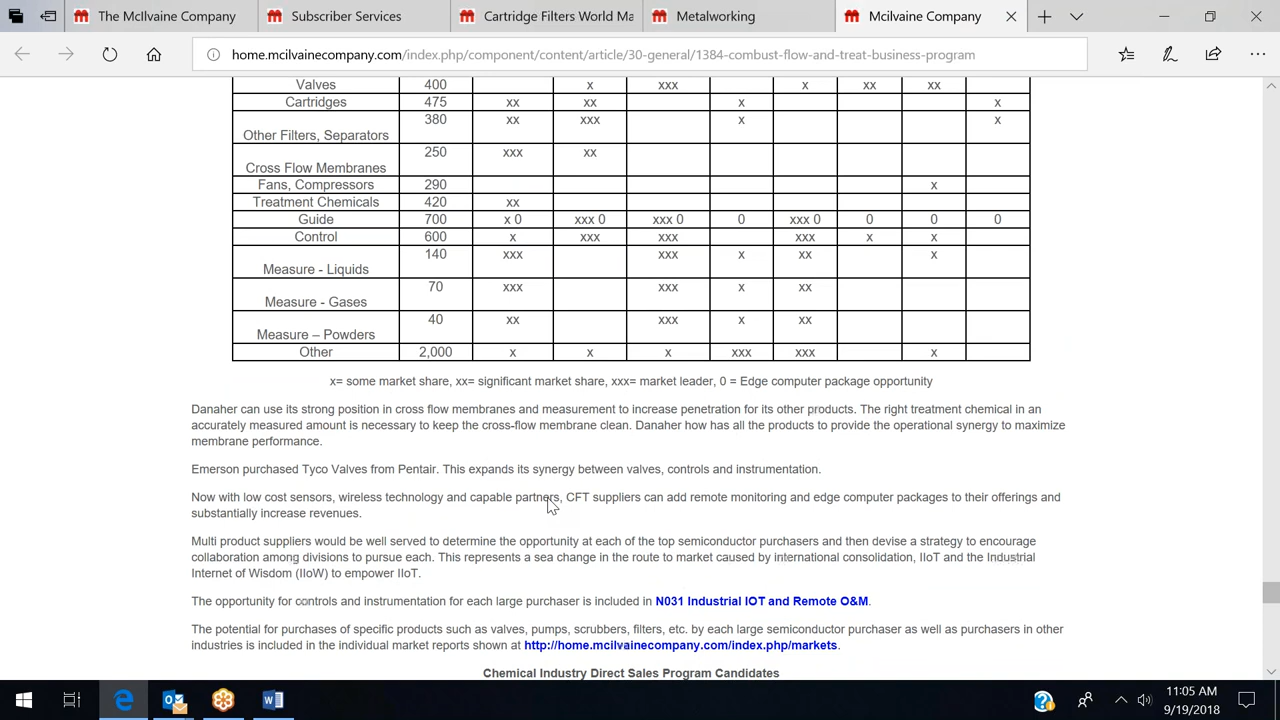 The McIlvaine Company
Subscriber Services
Cartridge Filters World Ma
Metalworking
McIlvaine Company
home.mcilvainecompany.com/index.php/component/content/article/30-general/1384-combust-flow-and-treat-business-program
Valves 400 x xxx x xx xx
Cartridges 475 xx xx x x
380 xx xxx x x
Other Filters, Separators
250 xxx xx
Cross Flow Membranes
Fans, Compressors 290 x
Treatment Chemicals 420 xx
Guide 700 x 0 xxx 0 xxx 0 0 xxx 0 0 0 0
Control 600 x xxx xxx xxx x x
140 xxx xxx x xx x
Measure - Liquids
70 xxx xxx x xx
Measure - Gases
40 xx xxx x xx
Measure – Powders
Other 2,000 x x x xxx xxx x
x= some market share, xx= significant market share, xxx= market leader, 0 = Edge computer package opportunity
Danaher can use its strong position in cross flow membranes and measurement to increase penetration for its other products. The right treatment chemical in an
accurately measured amount is necessary to keep the cross-flow membrane clean. Danaher how has all the products to provide the operational synergy to maximize
membrane performance.
Emerson purchased Tyco Valves from Pentair. This expands its synergy between valves, controls and instrumentation.
Now with low cost sensors, wireless technology and capable partners, CFT suppliers can add remote monitoring and edge computer packages to their offerings and
substantially increase revenues.
Multi product suppliers would be well served to determine the opportunity at each of the top semiconductor purchasers and then devise a strategy to encourage
collaboration among divisions to pursue each. This represents a sea change in the route to market caused by international consolidation, IIoT and the Industrial
Internet of Wisdom (IIoW) to empower IIoT.
The opportunity for controls and instrumentation for each large purchaser is included in N031 Industrial IOT and Remote O&M.
The potential for purchases of specific products such as valves, pumps, scrubbers, filters, etc. by each large semiconductor purchaser as well as purchasers in other
industries is included in the individual market reports shown at http://home.mcilvainecompany.com/index.php/markets.
Chemical Industry Direct Sales Program Candidates
11:05 AM
9/19/2018